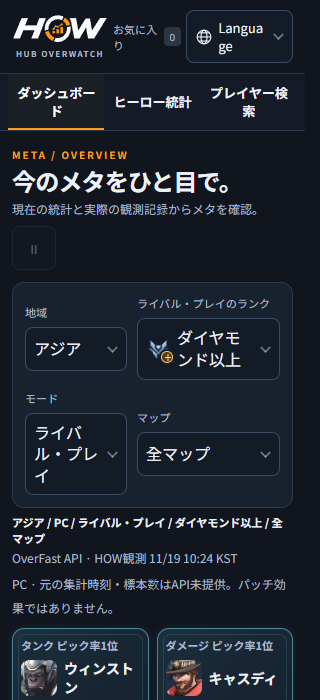 HOW
HUB OVERWATCH
お気に入
り
0
Langua
ge
ダッシュボー
ド
ヒーロー統計
プレイヤー検
索
META / OVERVIEW
今のメタをひと目で。
現在の統計と実際の観測記録からメタを確認。
地域
アジア
ライバル・プレイのランク
ダイヤモ
ンド以上
モード
ライバ
ル・プレ
イ
マップ
全マップ
アジア / PC / ライバル・プレイ / ダイヤモンド以上 / 全
マップ
OverFast API · HOW観測 11/19 10:24 KST
PC · 元の集計時刻・標本数はAPI未提供。パッチ効
果ではありません。
タンク ピック率1位
ウィンスト
ン
ダメージ ピック率1位
キャスディ